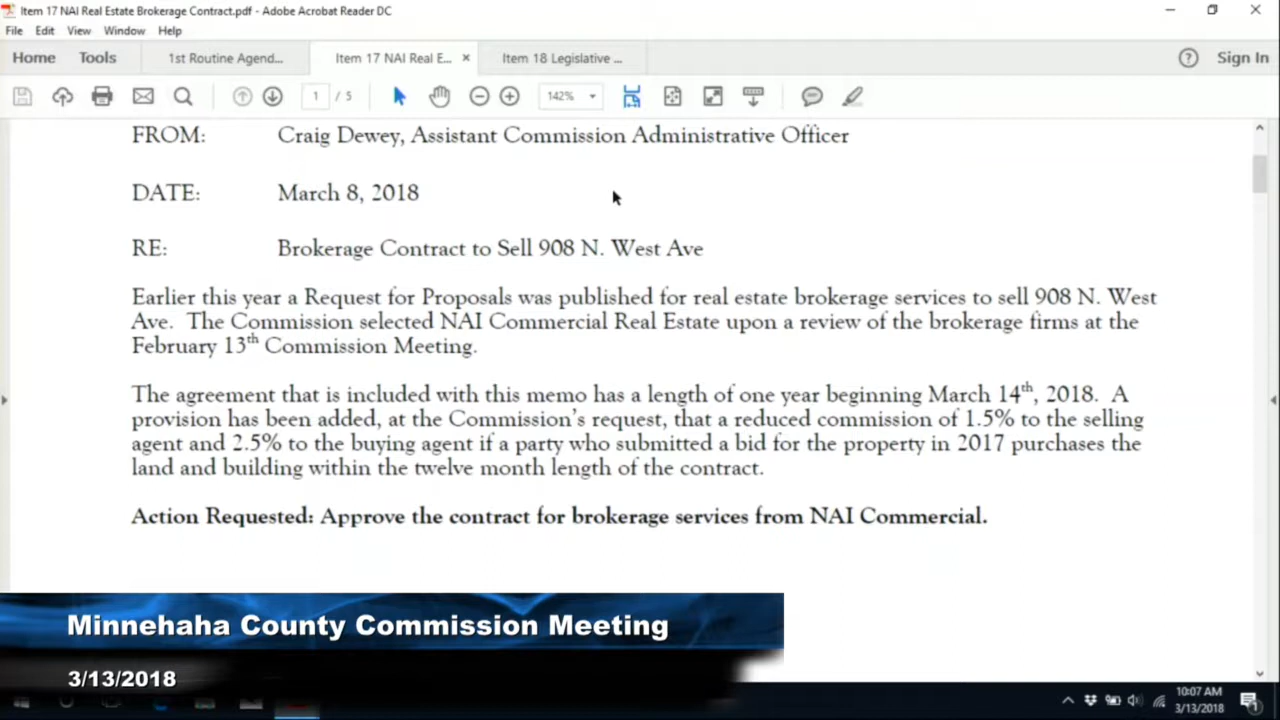 Item 17 NAI Real Estate Brokerage Contract.pdf - Adobe Acrobat Reader DC
File Edit View Window Help
Home Tools 1st Routine Agend... Item 17 NAI Real E... × Item 18 Legislative ... ? Sign In
1 / 5 142%
FROM: Craig Dewey, Assistant Commission Administrative Officer
DATE: March 8, 2018
RE: Brokerage Contract to Sell 908 N. West Ave
Earlier this year a Request for Proposals was published for real estate brokerage services to sell 908 N. West
Ave. The Commission selected NAI Commercial Real Estate upon a review of the brokerage firms at the
February 13th Commission Meeting.
The agreement that is included with this memo has a length of one year beginning March 14th, 2018. A
provision has been added, at the Commission's request, that a reduced commission of 1.5% to the selling
agent and 2.5% to the buying agent if a party who submitted a bid for the property in 2017 purchases the
land and building within the twelve month length of the contract.
Action Requested: Approve the contract for brokerage services from NAI Commercial.
Minnehaha County Commission Meeting
3/13/2018
10:07 AM
3/13/2018
1